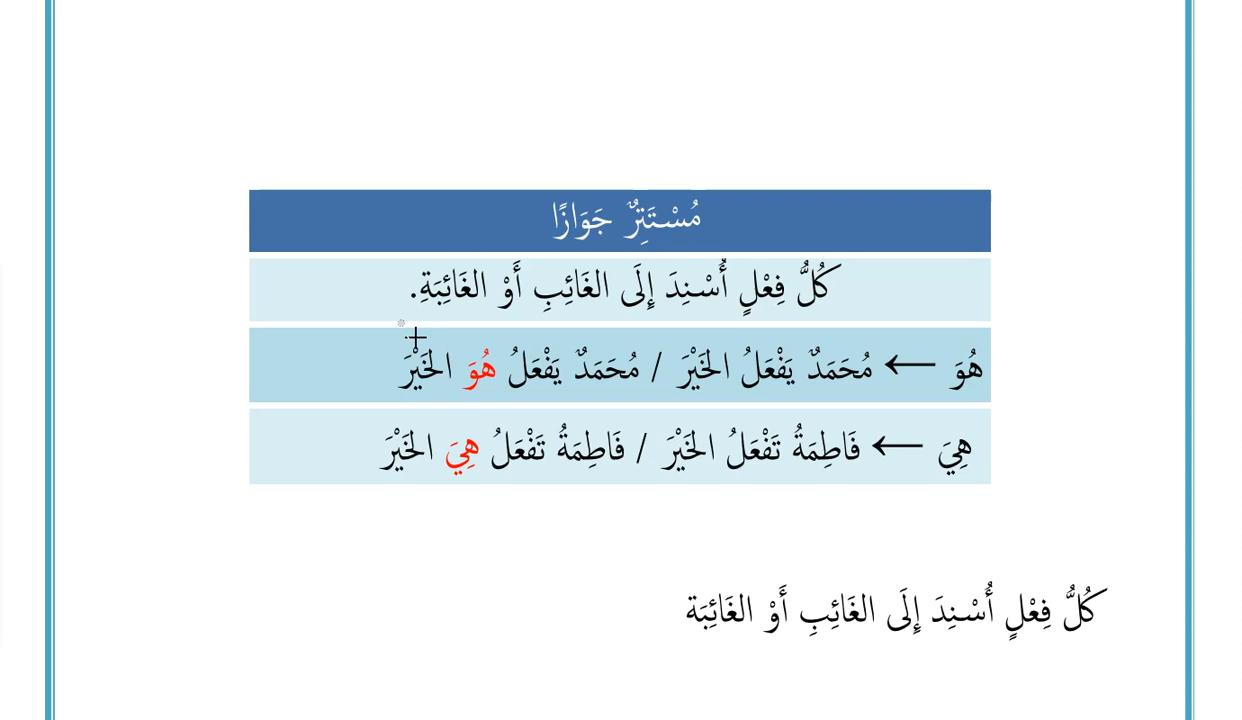 مُسْتَتِرٌ جَوَازًا
كُلُّ فِعْلٍ أُسْنِدَ إِلَى الغَائِبِ أَوْ الغَائِبَةِ.
هُوَ ← مُحَمَدٌ يَفْعَلُ الخَيْرَ / مُحَمَدٌ يَفْعَلُ هُوَ الخَيْرَ
هِيَ ← فَاطِمَةُ تَفْعَلُ الخَيْرَ / فَاطِمَةُ تَفْعَلُ هِيَ الخَيْرَ
كُلُّ فِعْلٍ أُسْنِدَ إِلَى الغَائِبِ أَوْ الغَائِبَة